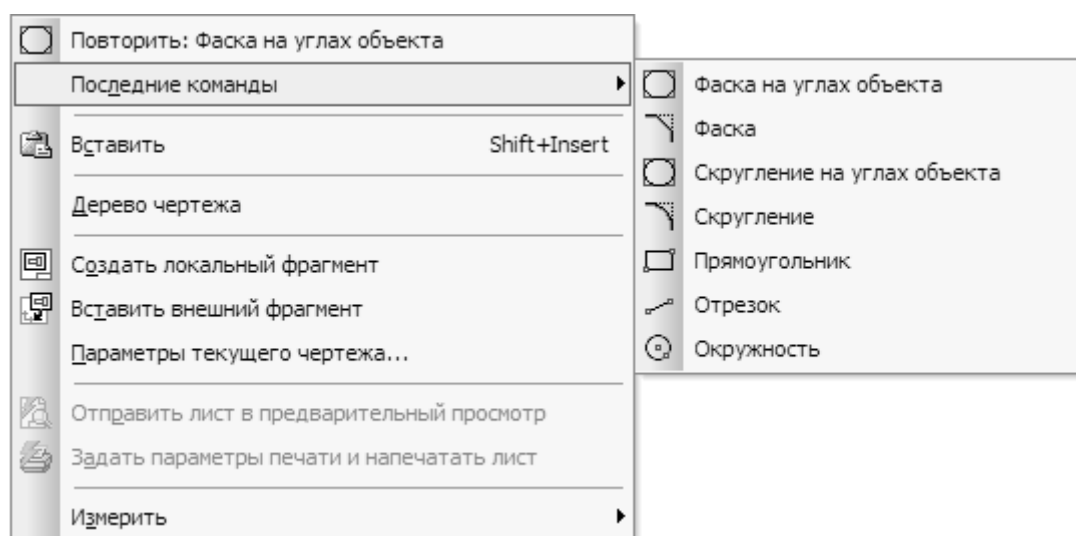 Повторить: Фаска на углах объекта
Последние команды
Вставить Shift+Insert
Дерево чертежа
Создать локальный фрагмент
Вставить внешний фрагмент
Параметры текущего чертежа...
Отправить лист в предварительный просмотр
Задать параметры печати и напечатать лист
Измерить
Фаска на углах объекта
Фаска
Скругление на углах объекта
Скругление
Прямоугольник
Отрезок
Окружность